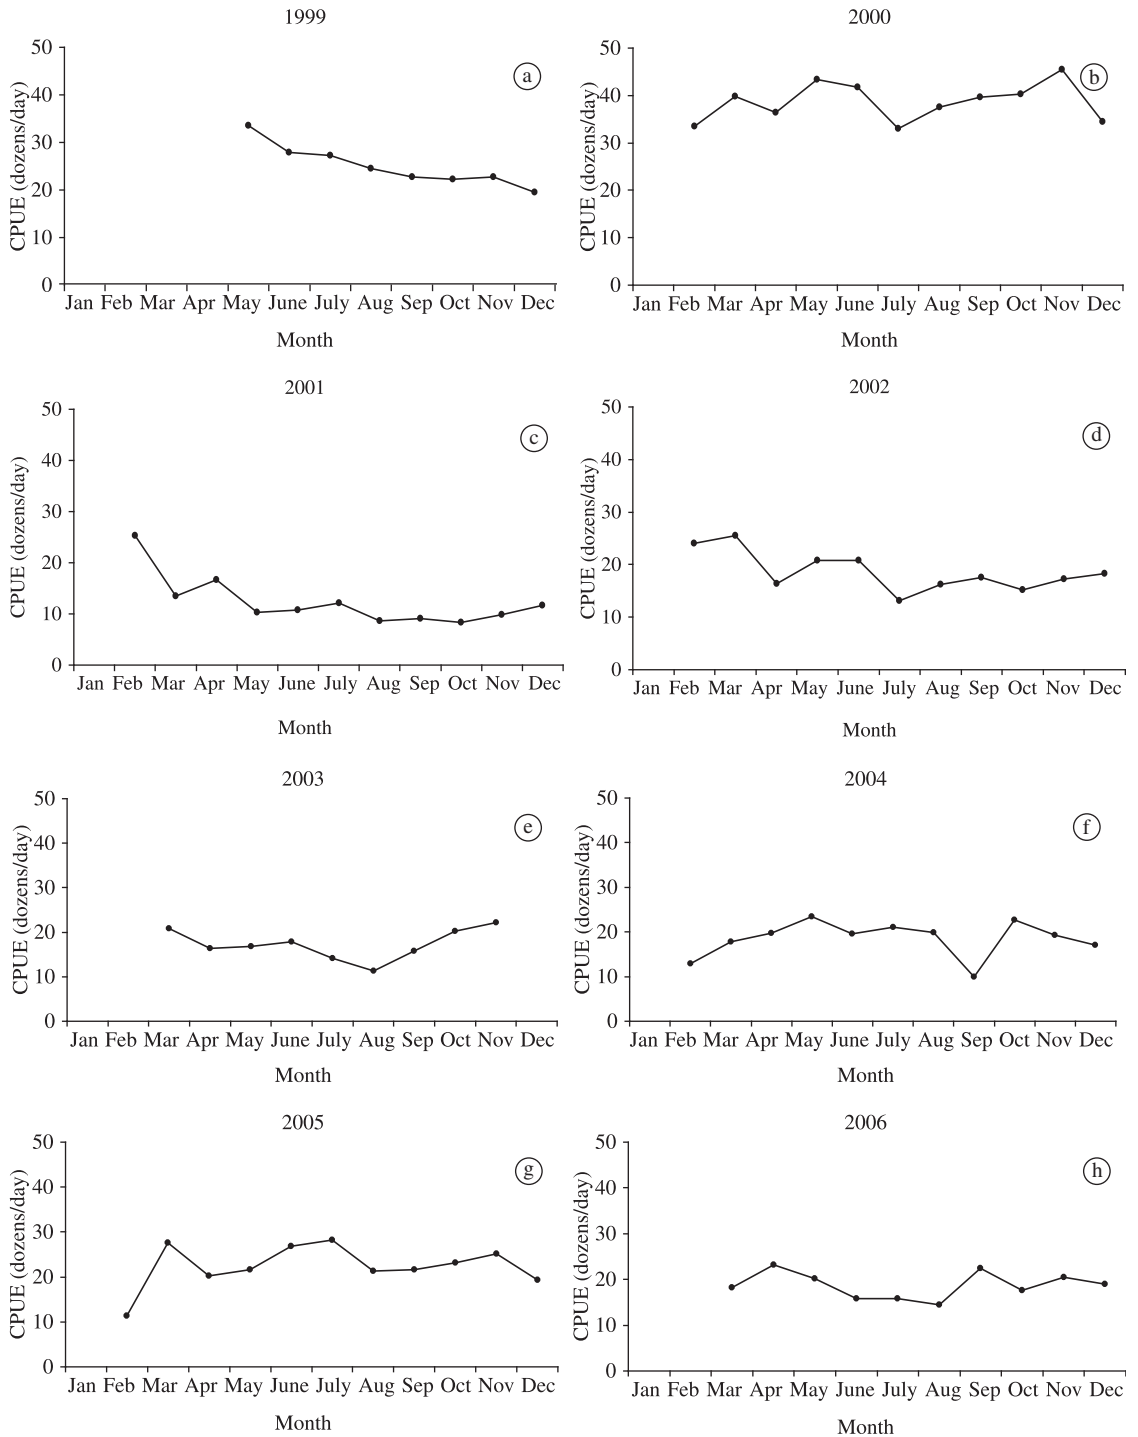 1999
50
40
30
20
10
0
CPUE (dozens/day)
a
Jan Feb Mar Apr May June July Aug Sep Oct Nov Dec
Month
2000
50
40
30
20
10
0
CPUE (dozens/day)
b
Jan Feb Mar Apr May June July Aug Sep Oct Nov Dec
Month
2001
50
40
30
20
10
0
CPUE (dozens/day)
c
Jan Feb Mar Apr May June July Aug Sep Oct Nov Dec
Month
2002
50
40
30
20
10
0
CPUE (dozens/day)
d
Jan Feb Mar Apr May June July Aug Sep Oct Nov Dec
Month
2003
50
40
30
20
10
0
CPUE (dozens/day)
e
Jan Feb Mar Apr May June July Aug Sep Oct Nov Dec
Month
2004
50
40
30
20
10
0
CPUE (dozens/day)
f
Jan Feb Mar Apr May June July Aug Sep Oct Nov Dec
Month
2005
50
40
30
20
10
0
CPUE (dozens/day)
g
Jan Feb Mar Apr May June July Aug Sep Oct Nov Dec
Month
2006
50
40
30
20
10
0
CPUE (dozens/day)
h
Jan Feb Mar Apr May June July Aug Sep Oct Nov Dec
Month